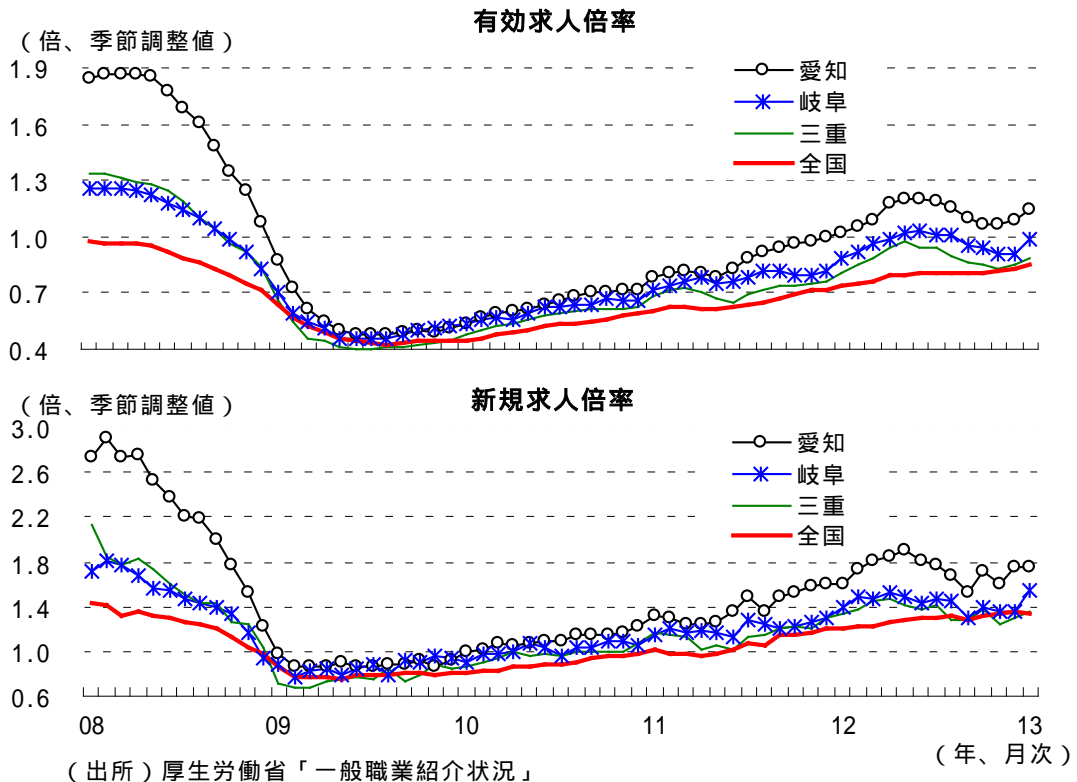 有効求人倍率
（倍、季節調整値）
1.9
1.6
1.3
1.0
0.7
0.4
愛知
岐阜
三重
全国
新規求人倍率
（倍、季節調整値）
3.0
2.6
2.2
1.8
1.4
1.0
0.6
愛知
岐阜
三重
全国
08 09 10 11 12 13
（年、月次）
（出所）厚生労働省「一般職業紹介状況」